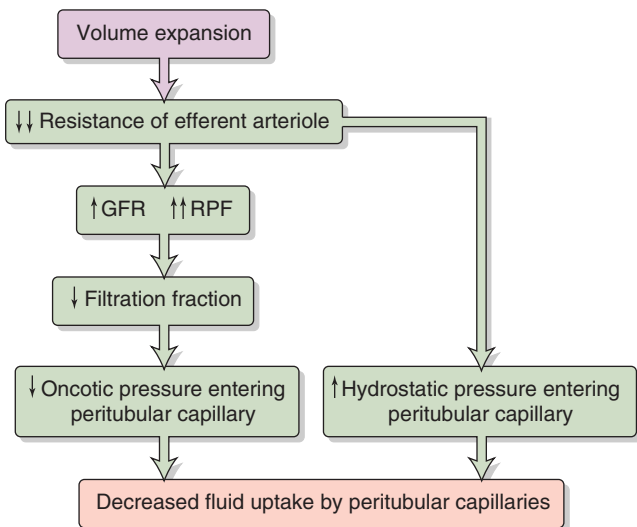 Volume expansion
↓↓ Resistance of efferent arteriole
↑ GFR ↑↑ RPF
↓ Filtration fraction
↓ Oncotic pressure entering
peritubular capillary
↑ Hydrostatic pressure entering
peritubular capillary
Decreased fluid uptake by peritubular capillaries